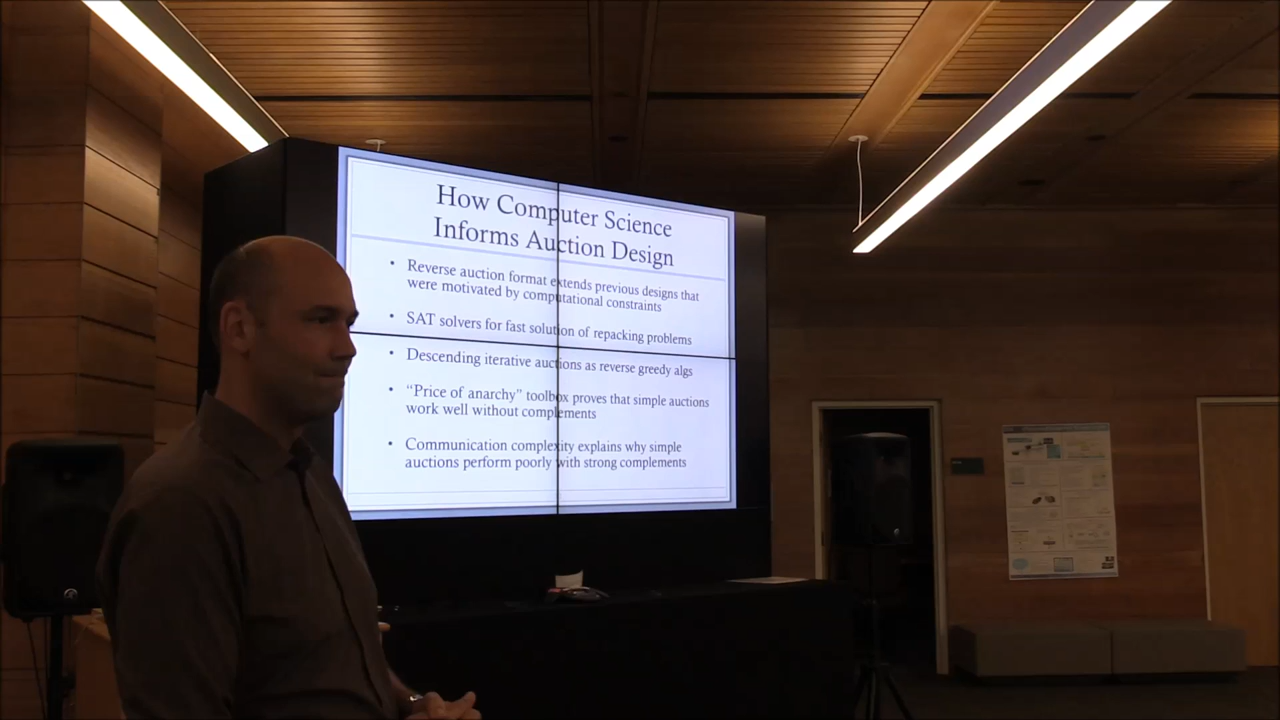 How Computer Science
Informs Auction Design
• Reverse auction format extends previous designs that
were motivated by computational constraints
• SAT solvers for fast solution of repacking problems
• Descending iterative auctions as reverse greedy algs
• “Price of anarchy” toolbox proves that simple auctions
work well without complements
• Communication complexity explains why simple
auctions perform poorly with strong complements